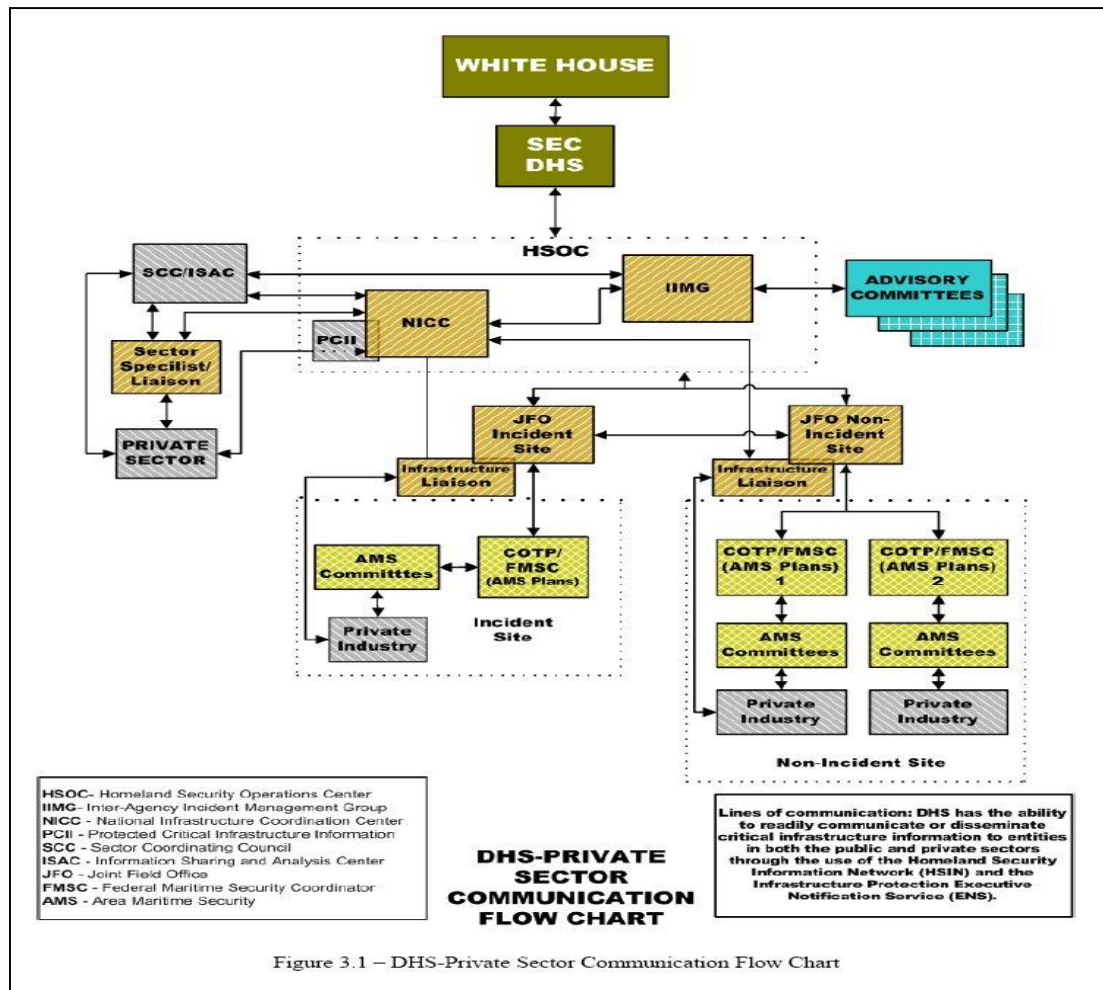 WHITE HOUSE
SEC
DHS
HSOC
SCC/ISAC
IIMG
ADVISORY
COMMITTEES
NICC
PCII
Sector
Specilist/
Liaison
PRIVATE
SECTOR
JFO
Incident
Site
JFO Non-
Incident
Site
Infrastructure
Liaison
Infrastructure
Liaison
AMS
Committtes
COTP/
FMSC
(AMS Plans)
Private
Industry
Incident
Site
COTP/FMSC
(AMS Plans)
1
COTP/FMSC
(AMS Plans)
2
AMS
Committees
AMS
Committees
Private
Industry
Private
Industry
Non-Incident Site
HSOC- Homeland Security Operations Center
IIMG- Inter-Agency Incident Management Group
NICC - National Infrastructure Coordination Center
PCII - Protected Critical Infrastructure Information
SCC - Sector Coordinating Council
ISAC - Information Sharing and Analysis Center
JFO - Joint Field Office
FMSC - Federal Maritime Security Coordinator
AMS - Area Maritime Security
DHS-PRIVATE
SECTOR
COMMUNICATION
FLOW CHART
Lines of communication: DHS has the ability
to readily communicate or disseminate
critical infrastructure information to entities
in both the public and private sectors
through the use of the Homeland Security
Information Network (HSIN) and the
Infrastructure Protection Executive
Notification Service (ENS).
Figure 3.1 – DHS-Private Sector Communication Flow Chart